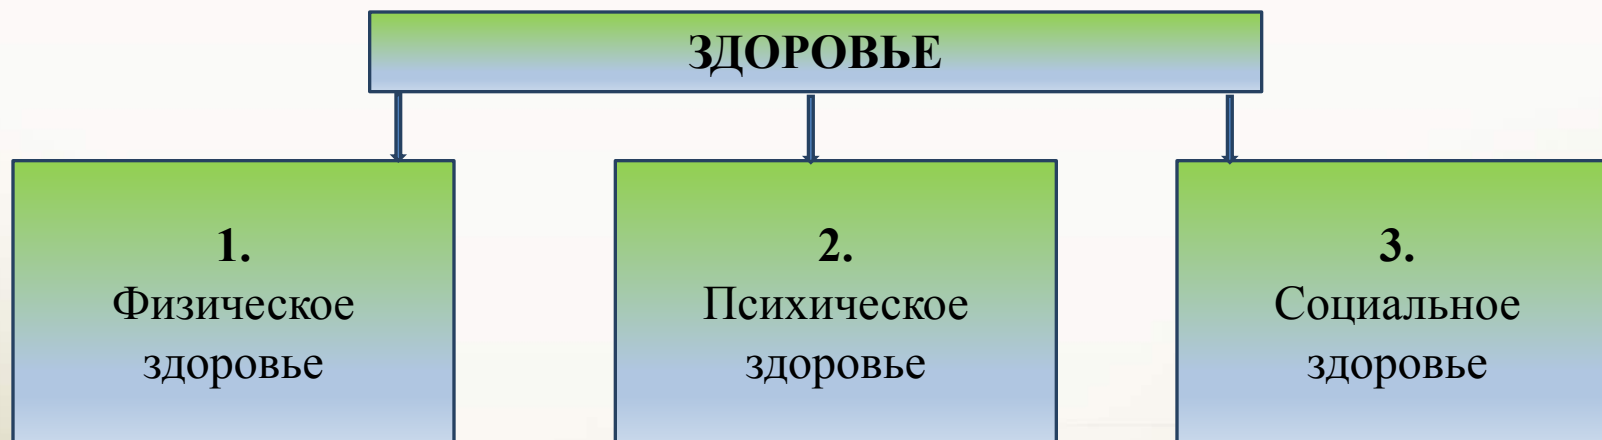 ЗДОРОВЬЕ
1.
Физическое
здоровье
2.
Психическое
здоровье
3.
Социальное
здоровье